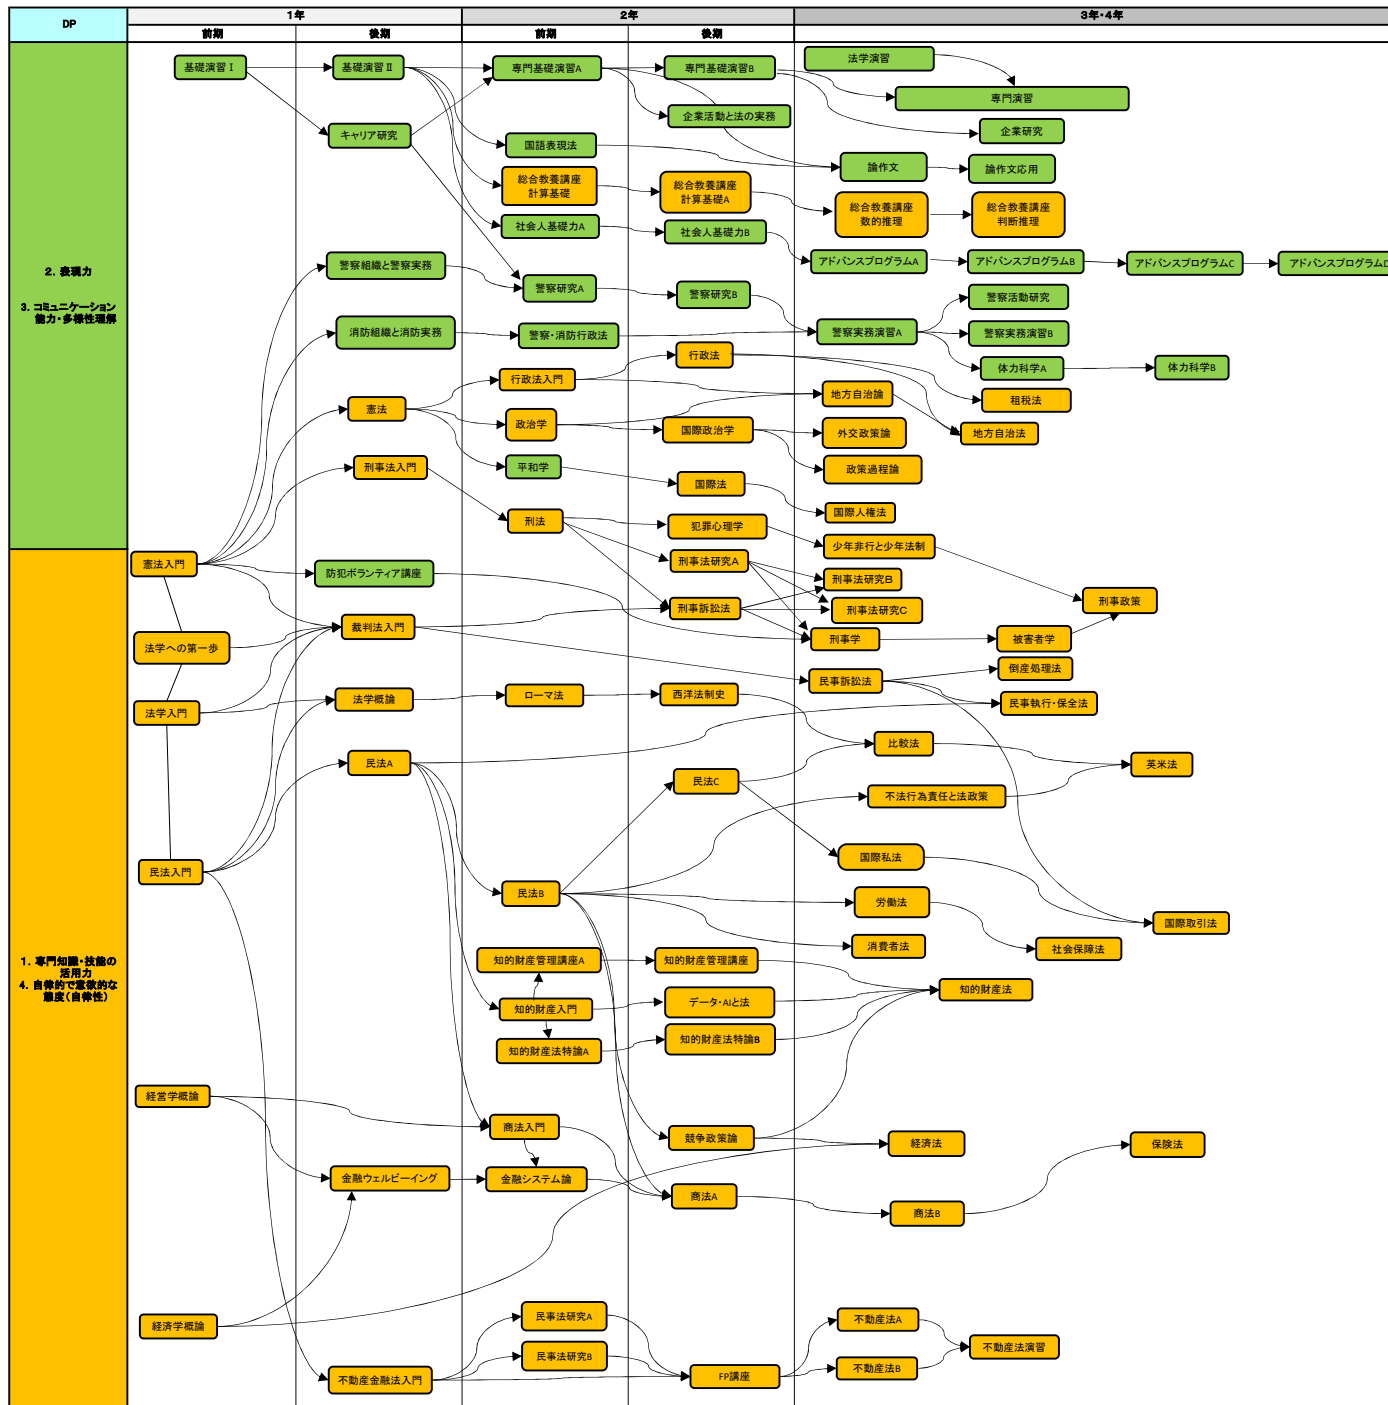 DP
1年
2年
3年・4年
前期
後期
前期
後期
2. 表現力
3. コミュニケーション
能力・多様性理解
1. 専門知識・技能の
活用力
4. 自律的で意欲的な
態度(自律性)
基礎演習Ⅰ
基礎演習Ⅱ
専門基礎演習A
専門基礎演習B
法学演習
専門演習
キャリア研究
企業活動と法の実務
企業研究
国語表現法
論作文
論作文応用
総合教養講座
計算基礎
総合教養講座
計算基礎A
総合教養講座
数的推理
総合教養講座
判断推理
社会人基礎力A
社会人基礎力B
アドバンスプログラムA
アドバンスプログラムB
アドバンスプログラムC
アドバンスプログラムD
警察組織と警察実務
警察研究A
警察研究B
警察活動研究
消防組織と消防実務
警察・消防行政法
警察実務演習A
警察実務演習B
行政法
体力科学A
体力科学B
行政法入門
地方自治論
租税法
憲法
政治学
国際政治学
外交政策論
地方自治法
刑事法入門
平和学
政策過程論
国際法
国際人権法
刑法
犯罪心理学
少年非行と少年法制
憲法入門
防犯ボランティア講座
刑事法研究A
刑事法研究B
刑事法研究C
刑事政策
刑事訴訟法
裁判法入門
法学への第一歩
刑事学
被害者学
倒産処理法
民事訴訟法
法学入門
法学概論
ローマ法
西洋法制史
民事執行・保全法
比較法
民法A
英米法
民法C
不法行為責任と法政策
国際私法
民法入門
民法B
労働法
国際取引法
消費者法
社会保障法
知的財産管理講座A
知的財産管理講座
知的財産法
知的財産入門
データ・AIと法
知的財産法特論A
知的財産法特論B
経営学概論
商法入門
競争政策論
経済法
保険法
金融ウェルビーイング
金融システム論
商法A
商法B
経済学概論
民事法研究A
不動産法A
民事法研究B
不動産法演習
不動産金融法入門
FP講座
不動産法B